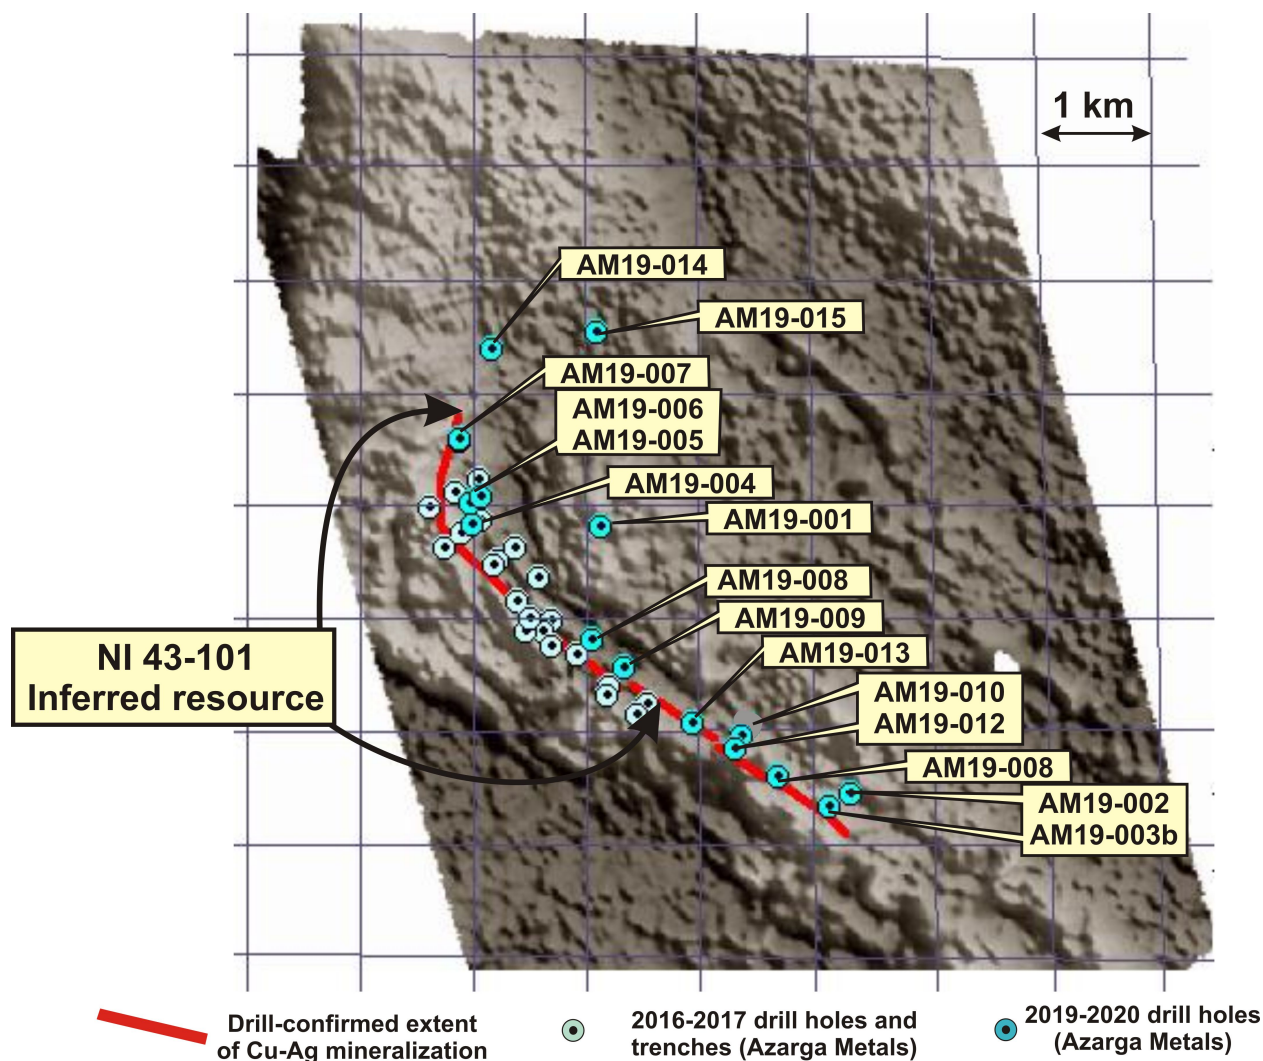 1 km
AM19-014
AM19-015
AM19-007
AM19-006
AM19-005
AM19-004
AM19-001
AM19-008
AM19-009
AM19-013
NI 43-101
Inferred resource
AM19-010
AM19-012
AM19-008
AM19-002
AM19-003b
Drill-confirmed extent
of Cu-Ag mineralization
2016-2017 drill holes and
trenches (Azarga Metals)
2019-2020 drill holes
(Azarga Metals)